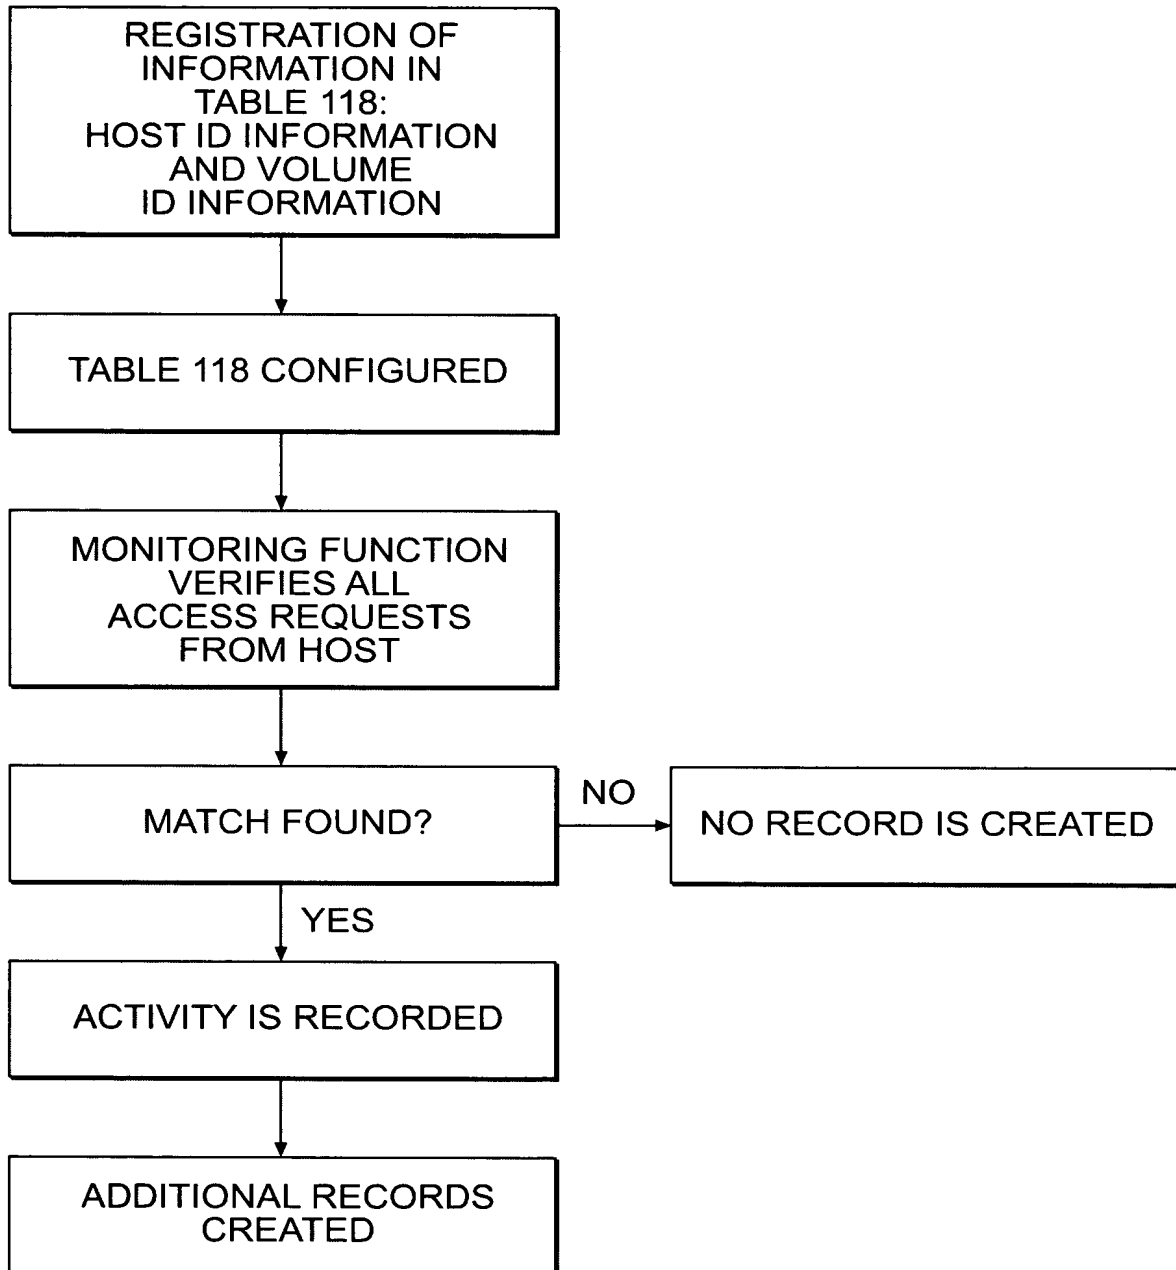 REGISTRATION OF
INFORMATION IN
TABLE 118:
HOST ID INFORMATION
AND VOLUME
ID INFORMATION
TABLE 118 CONFIGURED
MONITORING FUNCTION
VERIFIES ALL
ACCESS REQUESTS
FROM HOST
MATCH FOUND?
NO
NO RECORD IS CREATED
YES
ACTIVITY IS RECORDED
ADDITIONAL RECORDS
CREATED